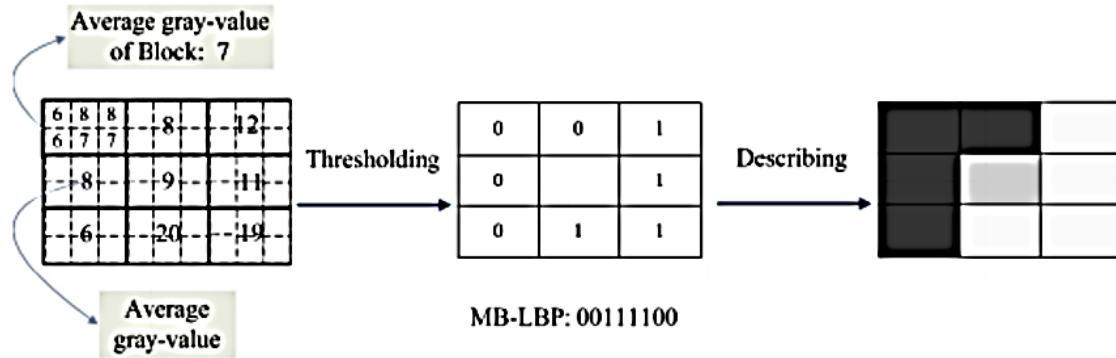 Average gray-value
of Block: 7
6 8 8
6 7 7
8 12
8 9 11
6 20 19
Thresholding
0 0 1
0 1
0 1 1
Describing
Average
gray-value
MB-LBP: 00111100